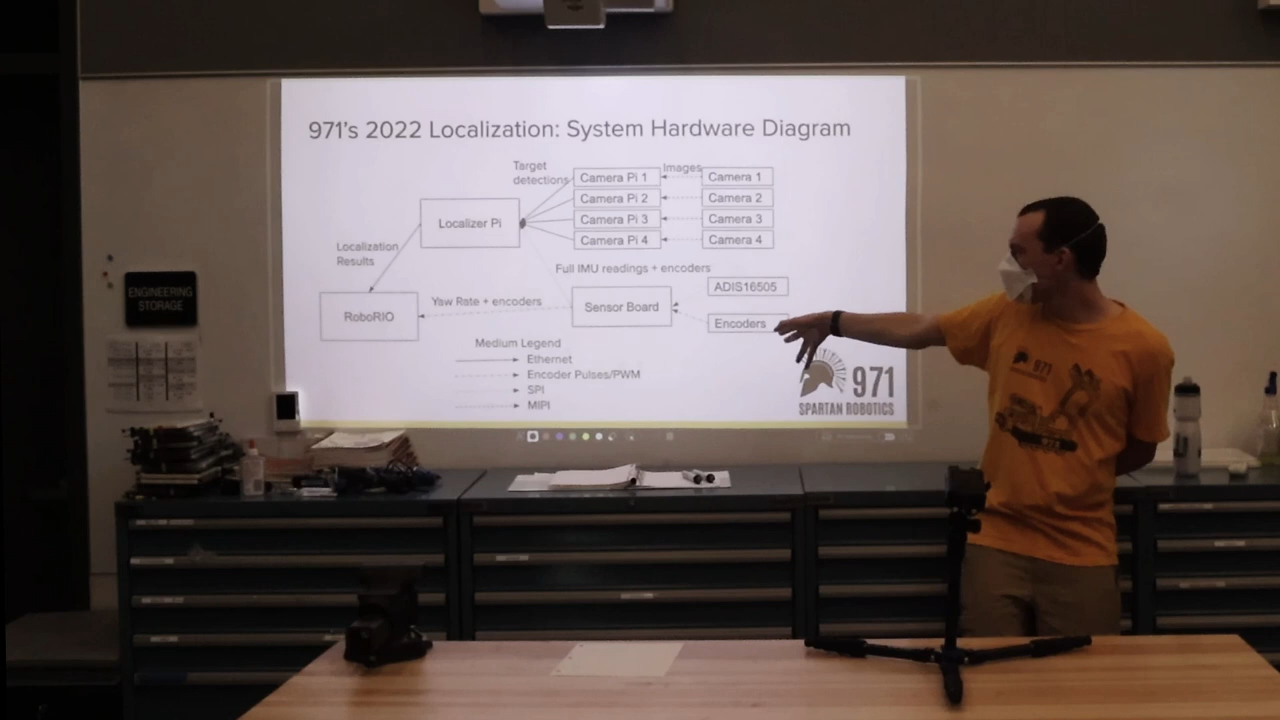 971's 2022 Localization: System Hardware Diagram
Target
detections
Images
Camera Pi 1
Camera 1
Camera Pi 2
Camera 2
Camera Pi 3
Camera 3
Camera Pi 4
Camera 4
Localizer Pi
Localization
Results
Full IMU readings + encoders
ADIS16505
Yaw Rate + encoders
Sensor Board
RoboRIO
Encoders
Medium Legend
Ethernet
Encoder Pulses/PWM
SPI
MIPI
971
SPARTAN ROBOTICS
ENGINEERING
STORAGE
971
971